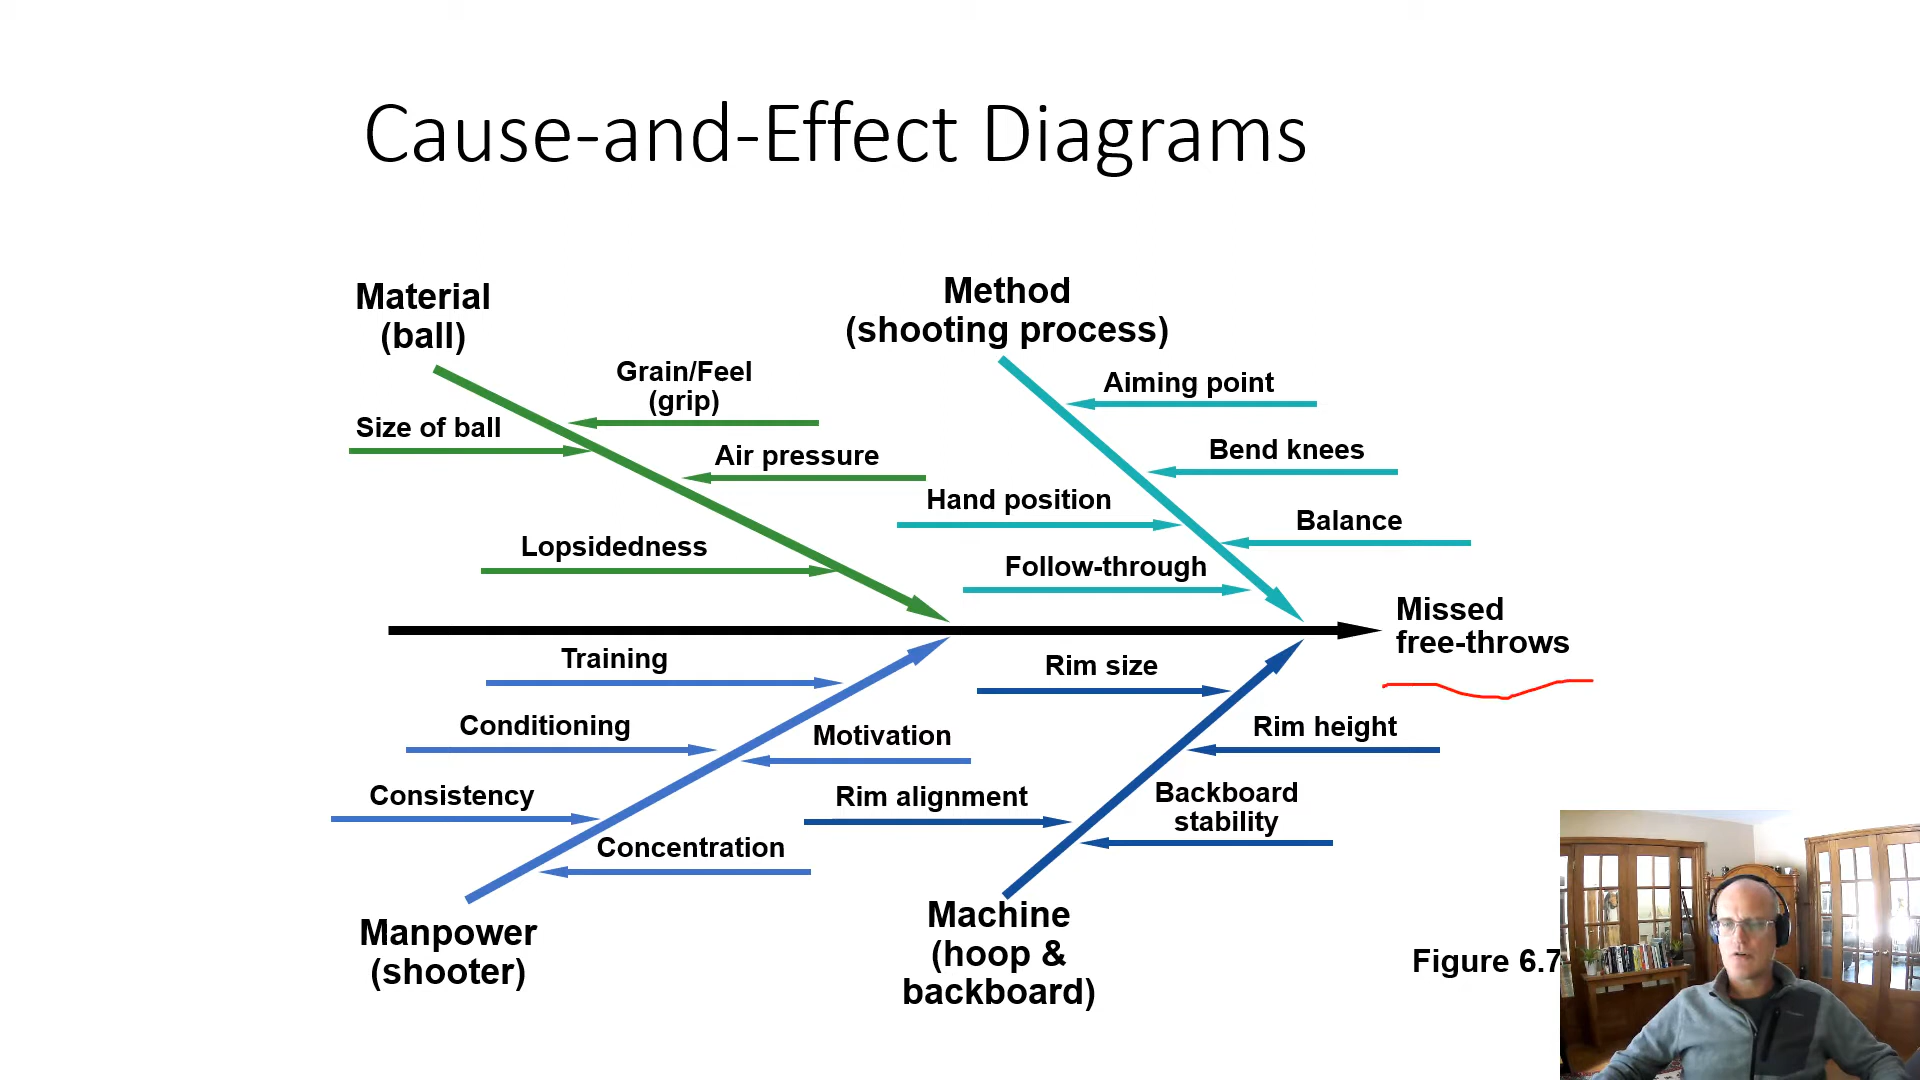 Cause-and-Effect Diagrams
Material
(ball)
Method
(shooting process)
Grain/Feel
(grip)
Size of ball
Air pressure
Lopsidedness
Aiming point
Bend knees
Hand position
Balance
Follow-through
Missed
free-throws
Training
Conditioning
Motivation
Consistency
Concentration
Manpower
(shooter)
Rim size
Rim height
Rim alignment
Backboard
stability
Machine
(hoop &
backboard)
Figure 6.7